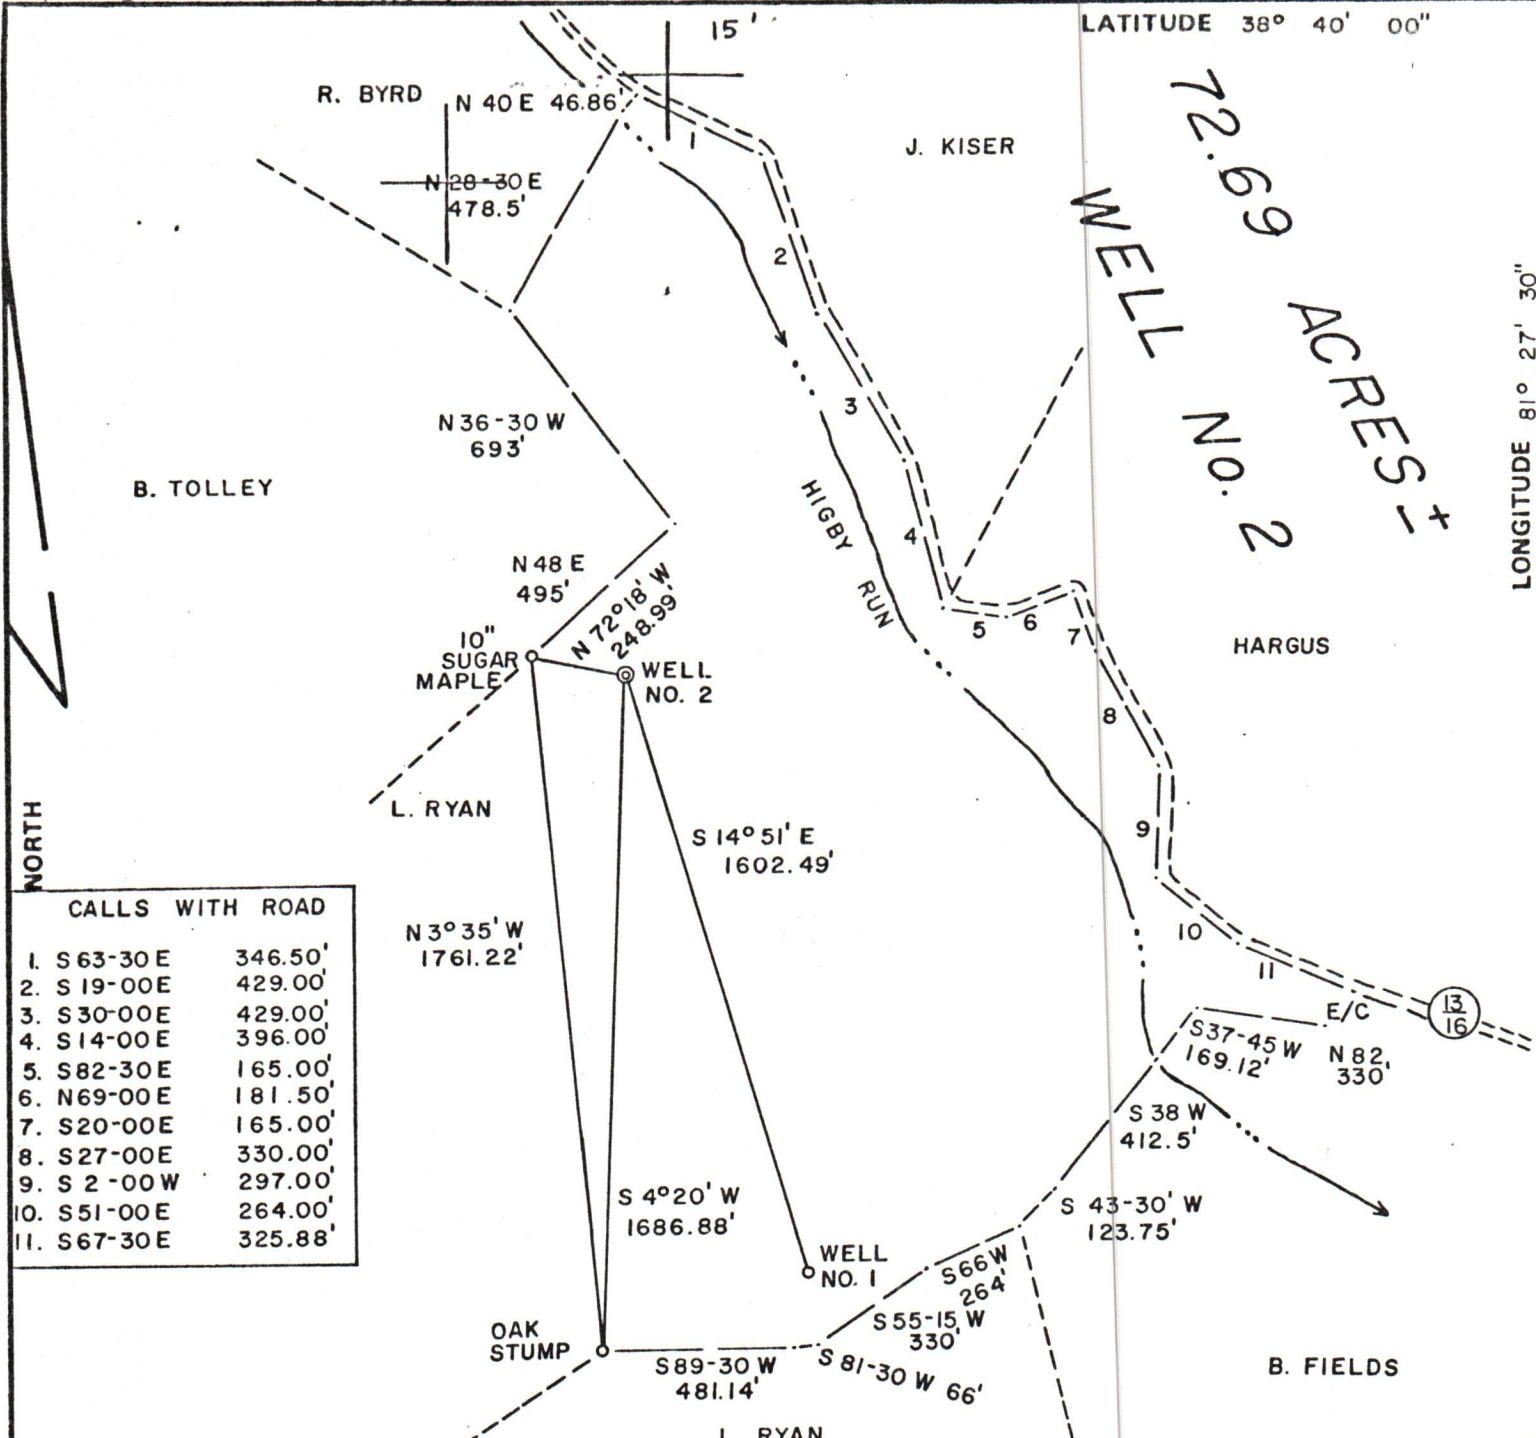 15'
LATITUDE 38° 40' 00"
LONGITUDE 81° 27' 30"
72.69 ACRES ±
WELL No. 2
R. BYRD
N 40 E 46.86'
N 28-30 E
478.5'
J. KISER
1
2
3
4
5
6
7
8
9
10
11
N 36-30 W
693'
B. TOLLEY
HIGBY RUN
N 48 E
495'
N 72° 18' W
248.99'
10"
SUGAR
MAPLE
WELL
NO. 2
HARGUS
L. RYAN
S 14° 51' E
1602.49'
N 3° 35' W
1761.22'
NORTH
CALLS WITH ROAD
1. S 63-30 E 346.50'
2. S 19-00 E 429.00'
3. S 30-00 E 429.00'
4. S 14-00 E 396.00'
5. S 82-30 E 165.00'
6. N 69-00 E 181.50'
7. S 20-00 E 165.00'
8. S 27-00 E 330.00'
9. S 2-00 W 297.00'
10. S 51-00 E 264.00'
11. S 67-30 E 325.88'
E/C
13
16
S 37-45 W
169.12'
N 82
330'
S 38 W
412.5'
S 43-30' W
123.75'
S 4° 20' W
1686.88'
WELL
NO. 1
S 66 W
264'
S 55-15 W
330'
OAK
STUMP
S 81-30 W 66'
S 89-30 W
481.14'
B. FIELDS
L. RYAN